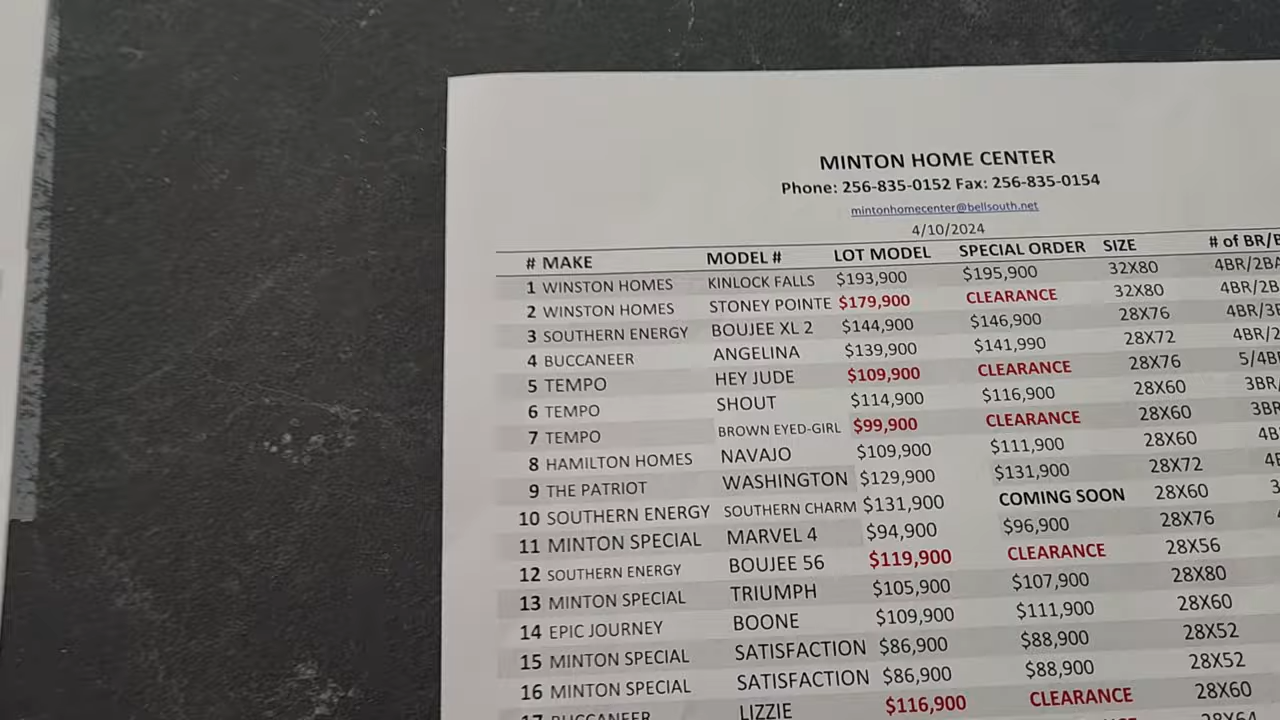 MINTON HOME CENTER
Phone: 256-835-0152 Fax: 256-835-0154
mintonhomecenter@bellsouth.net
4/10/2024
# MAKE MODEL # LOT MODEL SPECIAL ORDER SIZE # of BR/B
1 WINSTON HOMES KINLOCK FALLS $193,900 $195,900 32X80 4BR/2BA
2 WINSTON HOMES STONEY POINTE $179,900 CLEARANCE 32X80 4BR/2B
3 SOUTHERN ENERGY BOUJEE XL 2 $144,900 $146,900 28X76 4BR/3B
4 BUCCANEER ANGELINA $139,900 $141,990 28X72 4BR/2
5 TEMPO HEY JUDE $109,900 CLEARANCE 28X76 5/4BR
6 TEMPO SHOUT $114,900 $116,900 28X60 3BR/
7 TEMPO BROWN EYED-GIRL $99,900 CLEARANCE 28X60 3BR
8 HAMILTON HOMES NAVAJO $109,900 $111,900 28X60 4B
9 THE PATRIOT WASHINGTON $129,900 $131,900 28X72
10 SOUTHERN ENERGY SOUTHERN CHARM $131,900 COMING SOON 28X60
11 MINTON SPECIAL MARVEL 4 $94,900 $96,900 28X76
12 SOUTHERN ENERGY BOUJEE 56 $119,900 CLEARANCE 28X56
13 MINTON SPECIAL TRIUMPH $105,900 $107,900 28X80
14 EPIC JOURNEY BOONE $109,900 $111,900 28X60
15 MINTON SPECIAL SATISFACTION $86,900 $88,900 28X52
16 MINTON SPECIAL SATISFACTION $86,900 $88,900 28X52
17 BUCCANEER LIZZIE $116,900 CLEARANCE 28X60